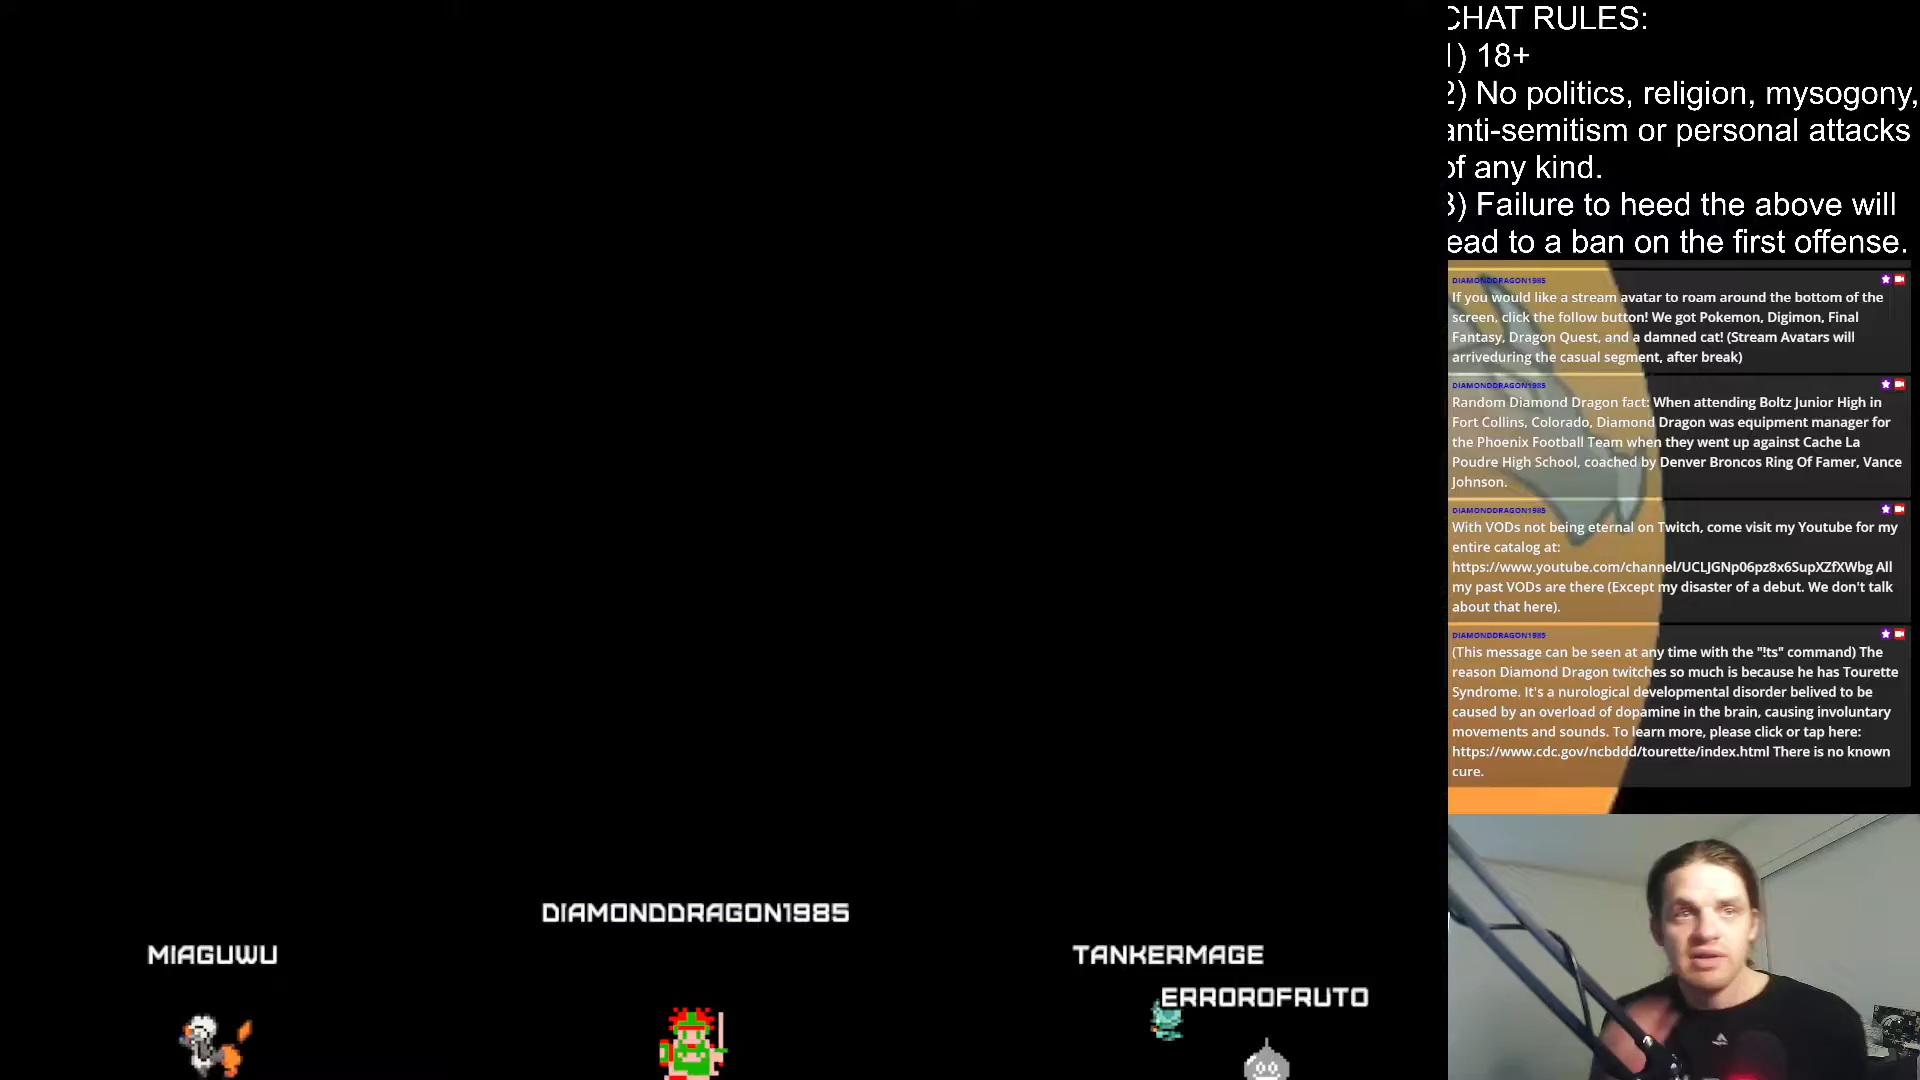 CHAT RULES:
1) 18+
2) No politics, religion, mysogony,
anti-semitism or personal attacks
of any kind.
3) Failure to heed the above will
ead to a ban on the first offense.
DIAMONDDRAGON1985
If you would like a stream avatar to roam around the bottom of the
screen, click the follow button! We got Pokemon, Digimon, Final
Fantasy, Dragon Quest, and a damned cat! (Stream Avatars will
arriveduring the casual segment, after break)
DIAMONDDRAGON1985
Random Diamond Dragon fact: When attending Boltz Junior High in
Fort Collins, Colorado, Diamond Dragon was equipment manager for
the Phoenix Football Team when they went up against Cache La
Poudre High School, coached by Denver Broncos Ring Of Famer, Vance
Johnson.
DIAMONDDRAGON1985
With VODs not being eternal on Twitch, come visit my Youtube for my
entire catalog at:
https://www.youtube.com/channel/UCLJGNp06pz8x6SupXZfXWbg All
my past VODs are there (Except my disaster of a debut. We don't talk
about that here).
DIAMONDDRAGON1985
(This message can be seen at any time with the "!ts" command) The
reason Diamond Dragon twitches so much is because he has Tourette
Syndrome. It's a nurological developmental disorder belived to be
caused by an overload of dopamine in the brain, causing involuntary
movements and sounds. To learn more, please click or tap here:
https://www.cdc.gov/ncbddd/tourette/index.html There is no known
cure.
DIAMONDDRAGON1985
MIAGUWU
TANKERMAGE
ERROROFRUTO